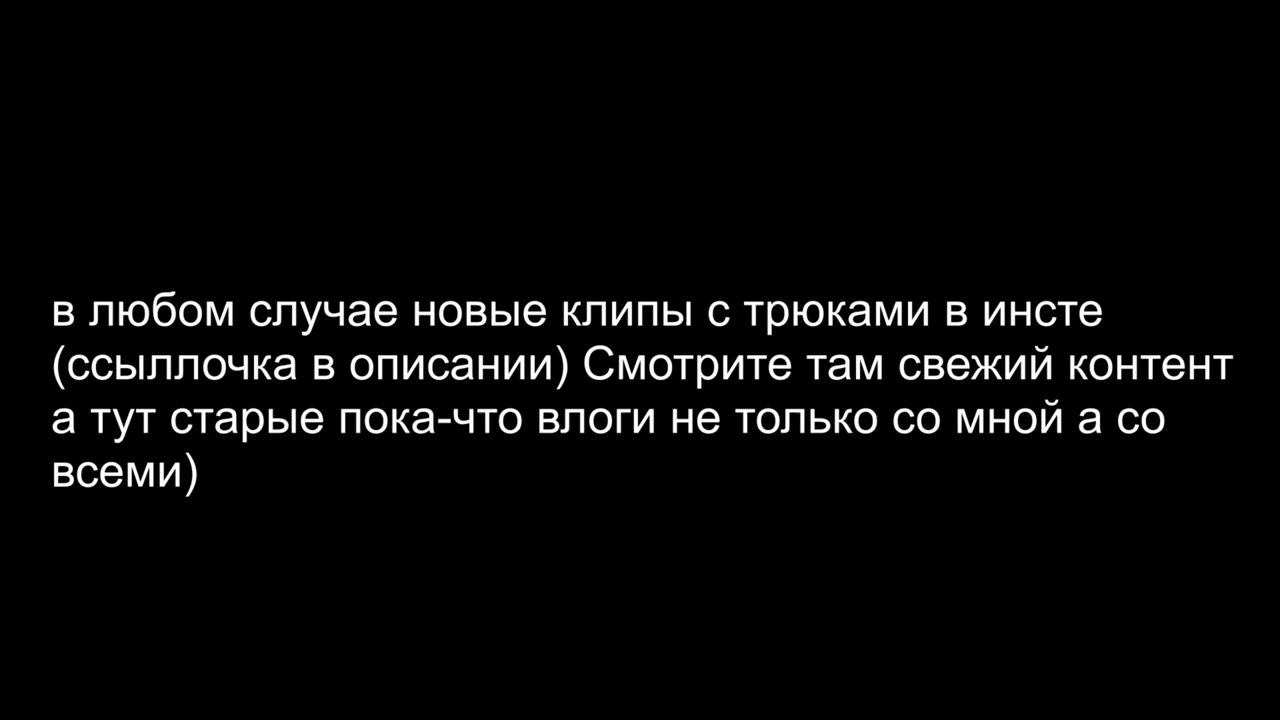 в любом случае новые клипы с трюками в инсте
(ссыллочка в описании) Смотрите там свежий контент
а тут старые пока-что влоги не только со мной а со
всеми)